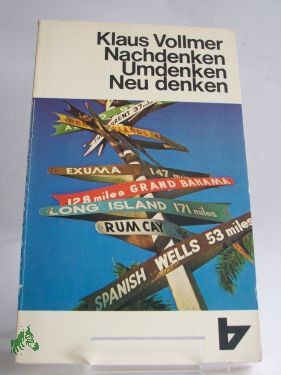 Klaus Vollmer
Nachdenken
Umdenken
Neu denken
EXUMA 147 miles
128 miles GRAND BAHAMA
LONG ISLAND 171 miles
RUM CAY
SPANISH WELLS 53 miles